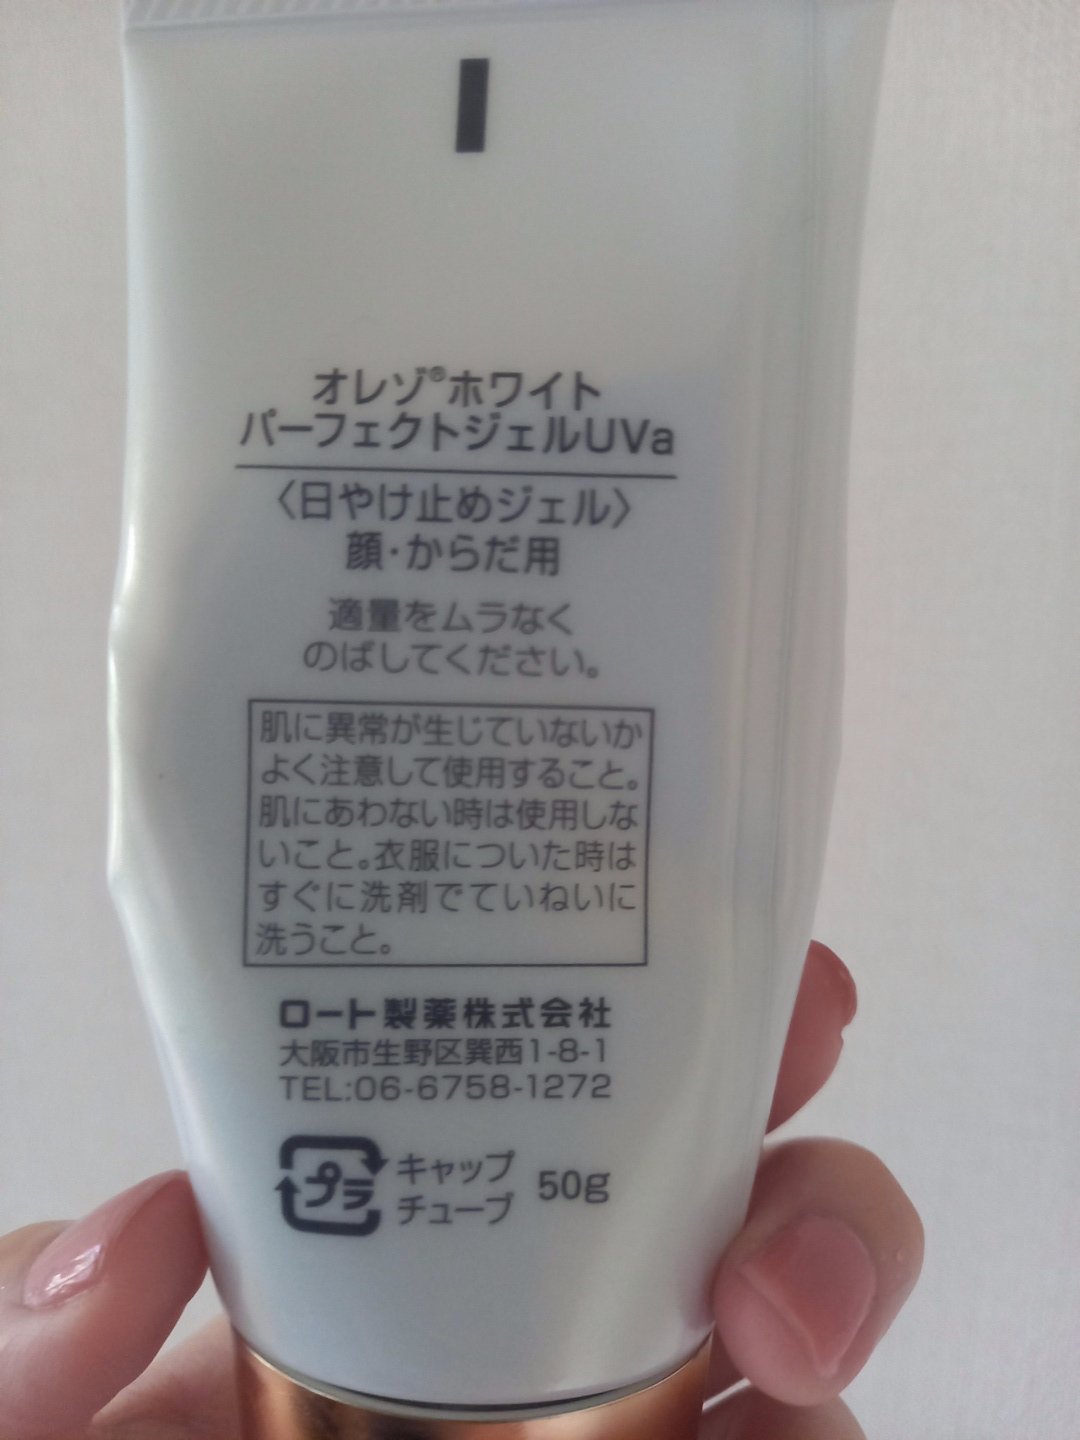 オレゾ®ホワイト
パーフェクトジェルUVa
〈日やけ止めジェル〉
顔・からだ用
適量をムラなく
のばしてください。
肌に異常が生じていないか
よく注意して使用すること。
肌にあわない時は使用しな
いこと。衣服についた時は
すぐに洗剤でていねいに
洗うこと。
ロート製薬株式会社
大阪市生野区巽西1-8-1
TEL:06-6758-1272
プラ キャップ 50g
チューブ